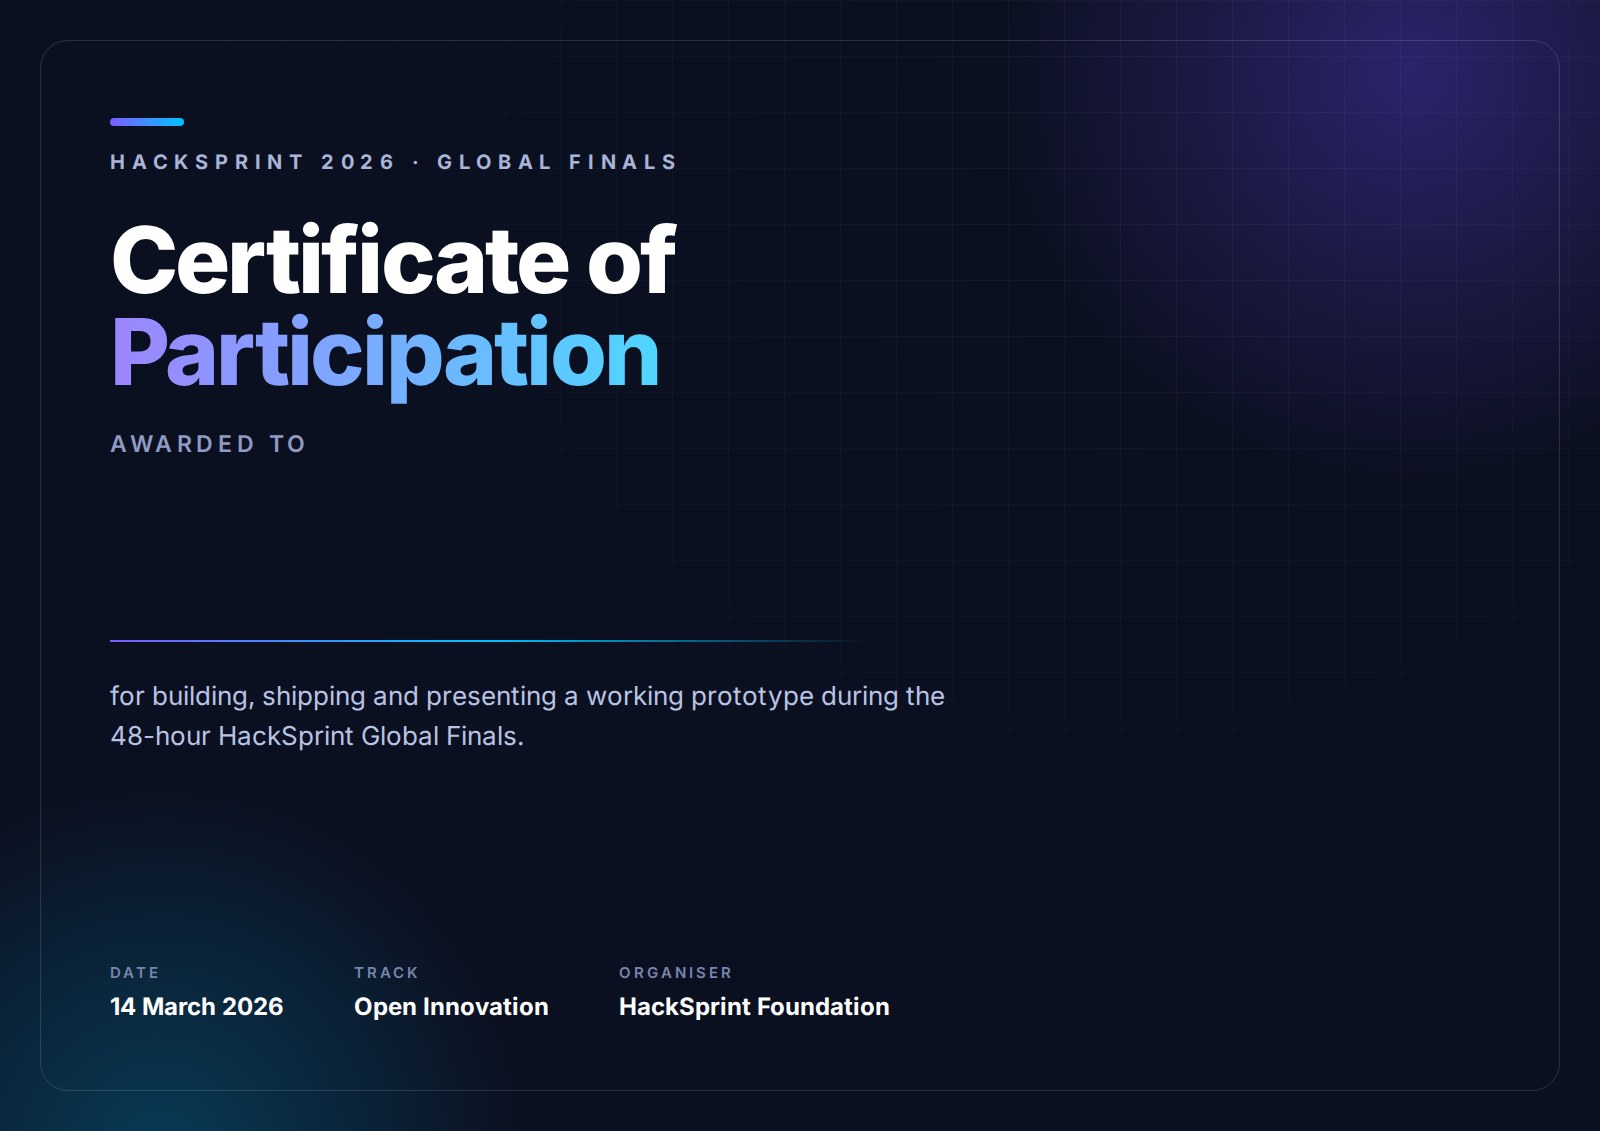 HACKSPRINT 2026 · GLOBAL FINALS
Certificate of
Participation
AWARDED TO
for building, shipping and presenting a working prototype during the
48-hour HackSprint Global Finals.
DATE
14 March 2026
TRACK
Open Innovation
ORGANISER
HackSprint Foundation